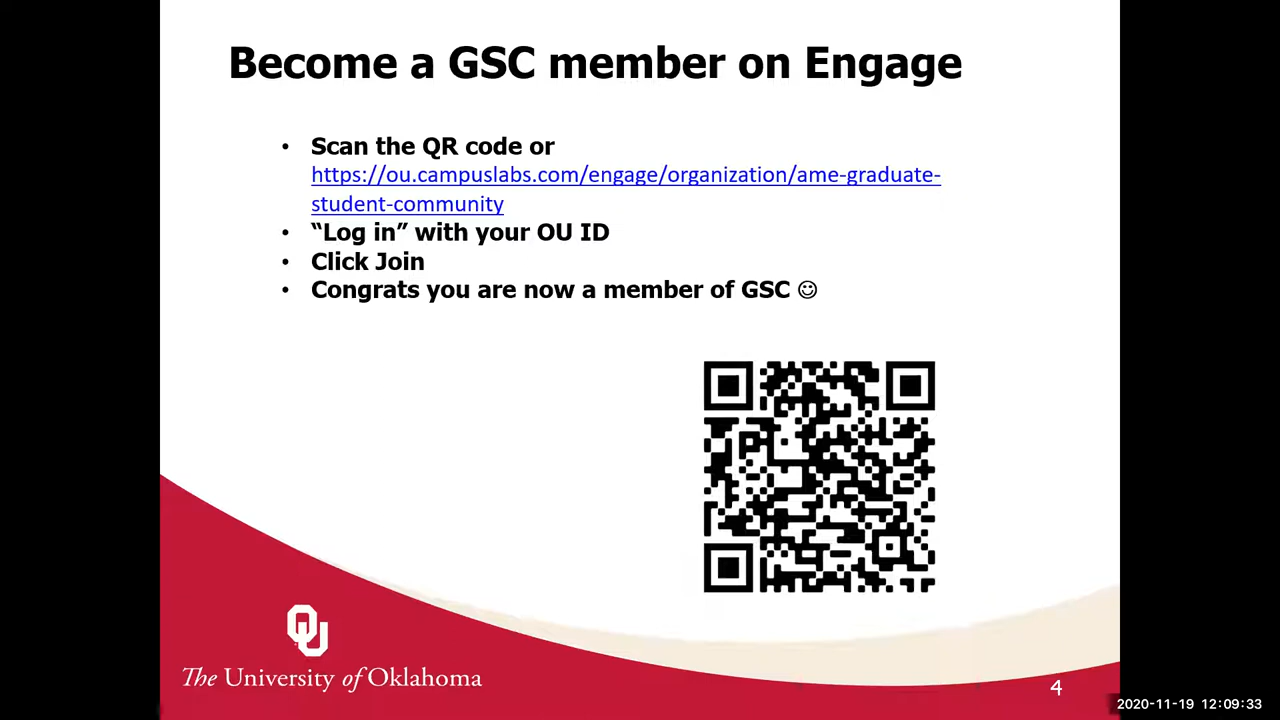 Become a GSC member on Engage
• Scan the QR code or
https://ou.campuslabs.com/engage/organization/ame-graduate-
student-community
• “Log in” with your OU ID
• Click Join
• Congrats you are now a member of GSC ☺
OU
The University of Oklahoma
4
2020-11-19 12:09:33